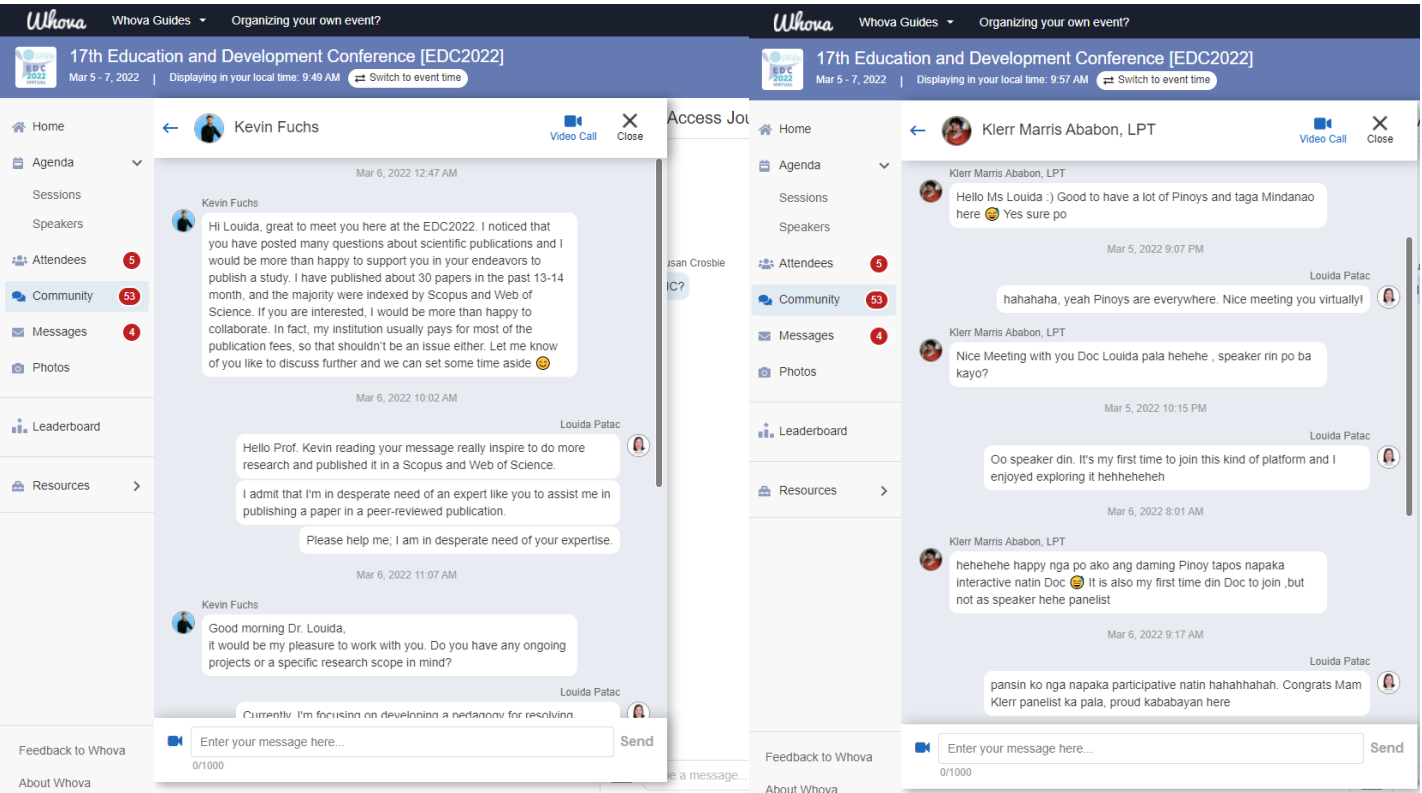 Whova
Whova Guides
Organizing your own event?
EDC
2022
VIRTUAL
17th Education and Development Conference [EDC2022]
Mar 5 - 7, 2022 | Displaying in your local time: 9:49 AM
Switch to event time
Home
Agenda
Sessions
Speakers
Attendees
5
Community
53
Messages
4
Photos
Leaderboard
Resources
Feedback to Whova
About Whova
Kevin Fuchs
Video Call
Close
Mar 6, 2022 12:47 AM
Kevin Fuchs
Hi Louida, great to meet you here at the EDC2022. I noticed that
you have posted many questions about scientific publications and I
would be more than happy to support you in your endeavors to
publish a study. I have published about 30 papers in the past 13-14
month, and the majority were indexed by Scopus and Web of
Science. If you are interested, I would be more than happy to
collaborate. In fact, my institution usually pays for most of the
publication fees, so that shouldn't be an issue either. Let me know
of you like to discuss further and we can set some time aside 😊
Mar 6, 2022 10:02 AM
Louida Patac
Hello Prof. Kevin reading your message really inspire to do more
research and published it in a Scopus and Web of Science.
I admit that I'm in desperate need of an expert like you to assist me in
publishing a paper in a peer-reviewed publication.
Please help me; I am in desperate need of your expertise.
Mar 6, 2022 11:07 AM
Kevin Fuchs
Good morning Dr. Louida,
it would be my pleasure to work with you. Do you have any ongoing
projects or a specific research scope in mind?
Louida Patac
Currently, I'm focusing on developing a pedagogy for resolving
Enter your message here...
Send
0/1000
Access Jou
usan Crosbie
IC?
e a message...
Whova
Whova Guides
Organizing your own event?
EDC
2022
VIRTUAL
17th Education and Development Conference [EDC2022]
Mar 5 - 7, 2022 | Displaying in your local time: 9:57 AM
Switch to event time
Home
Agenda
Sessions
Speakers
Attendees
5
Community
53
Messages
4
Photos
Leaderboard
Resources
Feedback to Whova
About Whova
Klerr Marris Ababon, LPT
Video Call
Close
Klerr Marris Ababon, LPT
Hello Ms Louida :) Good to have a lot of Pinoys and taga Mindanao
here 😅 Yes sure po
Mar 5, 2022 9:07 PM
Louida Patac
hahahaha, yeah Pinoys are everywhere. Nice meeting you virtually!
Klerr Marris Ababon, LPT
Nice Meeting with you Doc Louida pala hehehe , speaker rin po ba
kayo?
Mar 5, 2022 10:15 PM
Louida Patac
Oo speaker din. It's my first time to join this kind of platform and I
enjoyed exploring it hehheheheh
Mar 6, 2022 8:01 AM
Klerr Marris Ababon, LPT
hehehehe happy nga po ako ang daming Pinoy tapos napaka
interactive natin Doc 😅 It is also my first time din Doc to join ,but
not as speaker hehe panelist
Mar 6, 2022 9:17 AM
Louida Patac
pansin ko nga napaka participative natin hahahhahah. Congrats Mam
Klerr panelist ka pala, proud kababayan here
Enter your message here...
Send
0/1000